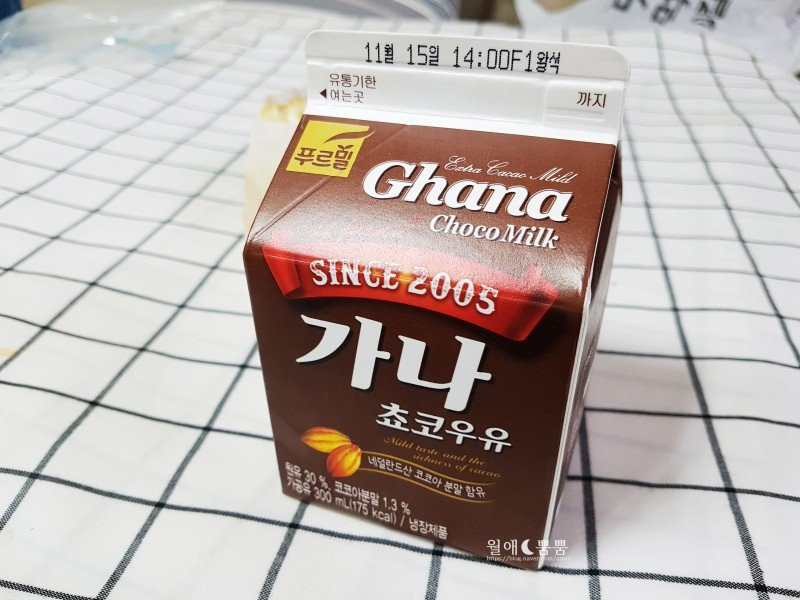 11월 15일 14:00F1왕석
유통기한
◀여는곳
까지
푸르밀
Extra Cacao Mild
Ghana
Choco Milk
SINCE 2005
가나
쵸코우유
Mild taste and the
richness of cacao
네덜란드산 코코아 분말 함유
원유 30 %, 코코아분말 1.3 %
가공유 300 mL(175 kcal) / 냉장제품
월애 뿜뿜